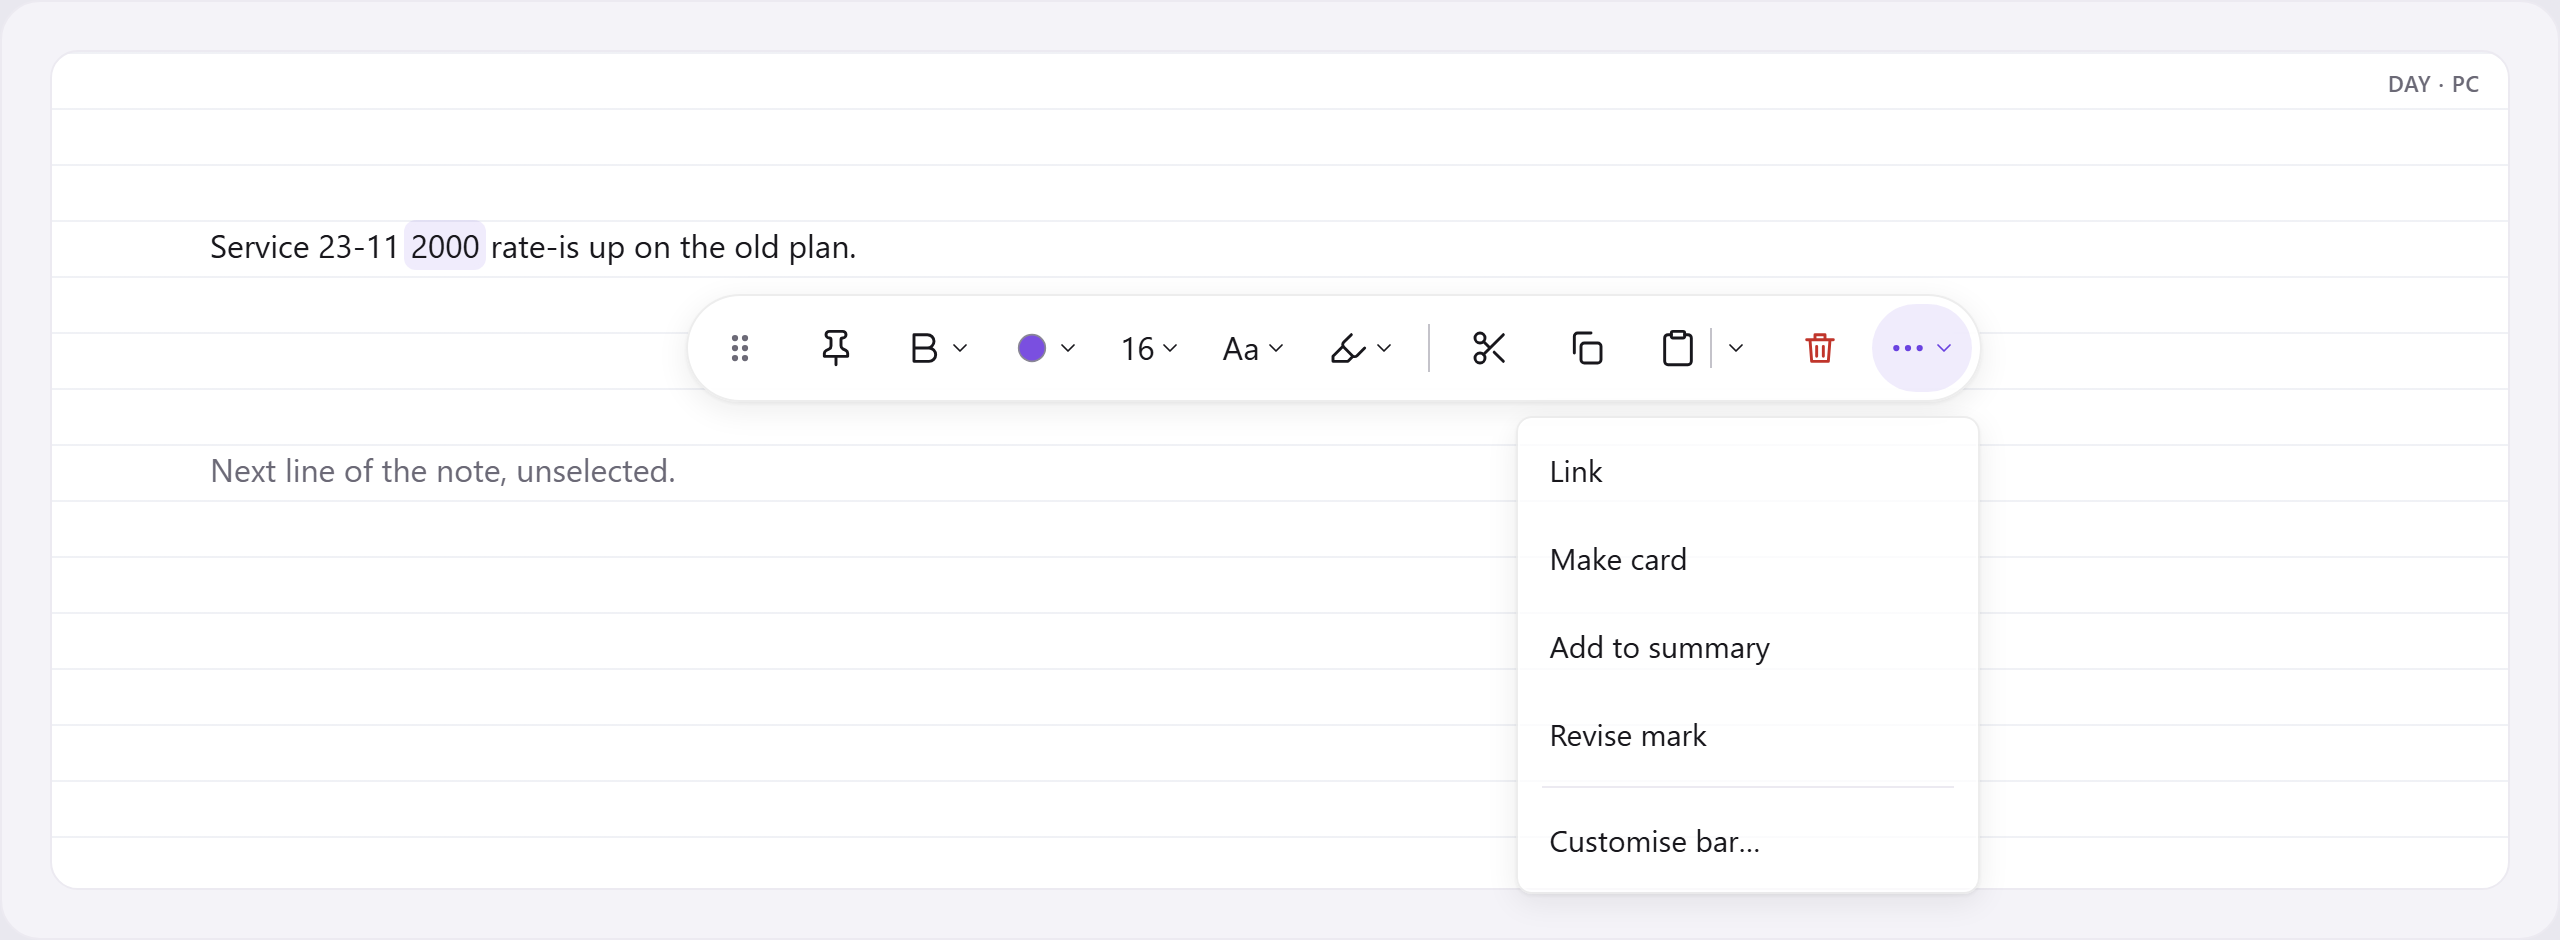 DAY · PC
Service 23-11 2000 rate-is up on the old plan.
B 16 Aa
Next line of the note, unselected.
Link
Make card
Add to summary
Revise mark
Customise bar...